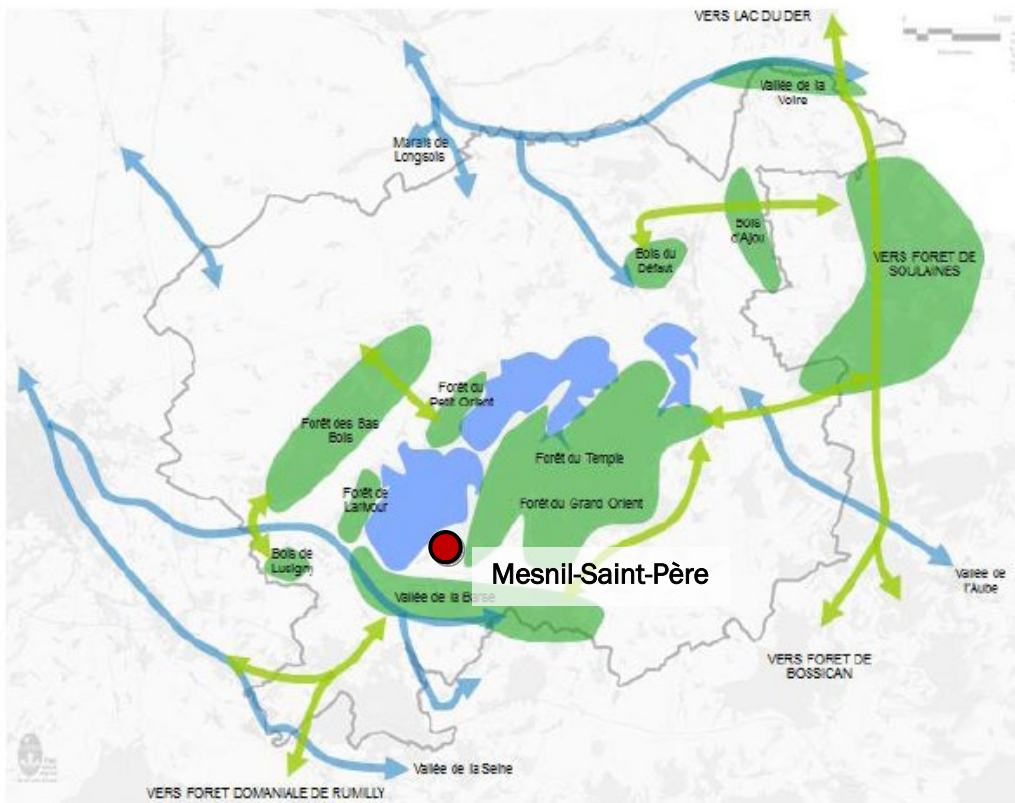 VERS LAC DU DER
Vallée de la
Voire
Marais de
Longsols
Bois
d'Ajou
Bois du
Défaut
VERS FORET DE
SOULAINES
Forêt du
Petit Orient
Forêt des Bas
Bois
Forêt du Temple
Forêt de
Larivour
Forêt du Grand Orient
Bois de
Lusigny
Mesnil-Saint-Père
Vallée de la Barse
Vallée de
l'Aube
VERS FORET DE
BOSSICAN
Vallée de la Seine
VERS FORET DOMANIALE DE RUMILLY